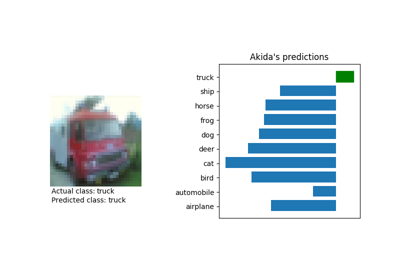 Akida's predictions
truck
ship
horse
frog
dog
deer
cat
bird
automobile
airplane
Actual class: truck
Predicted class: truck